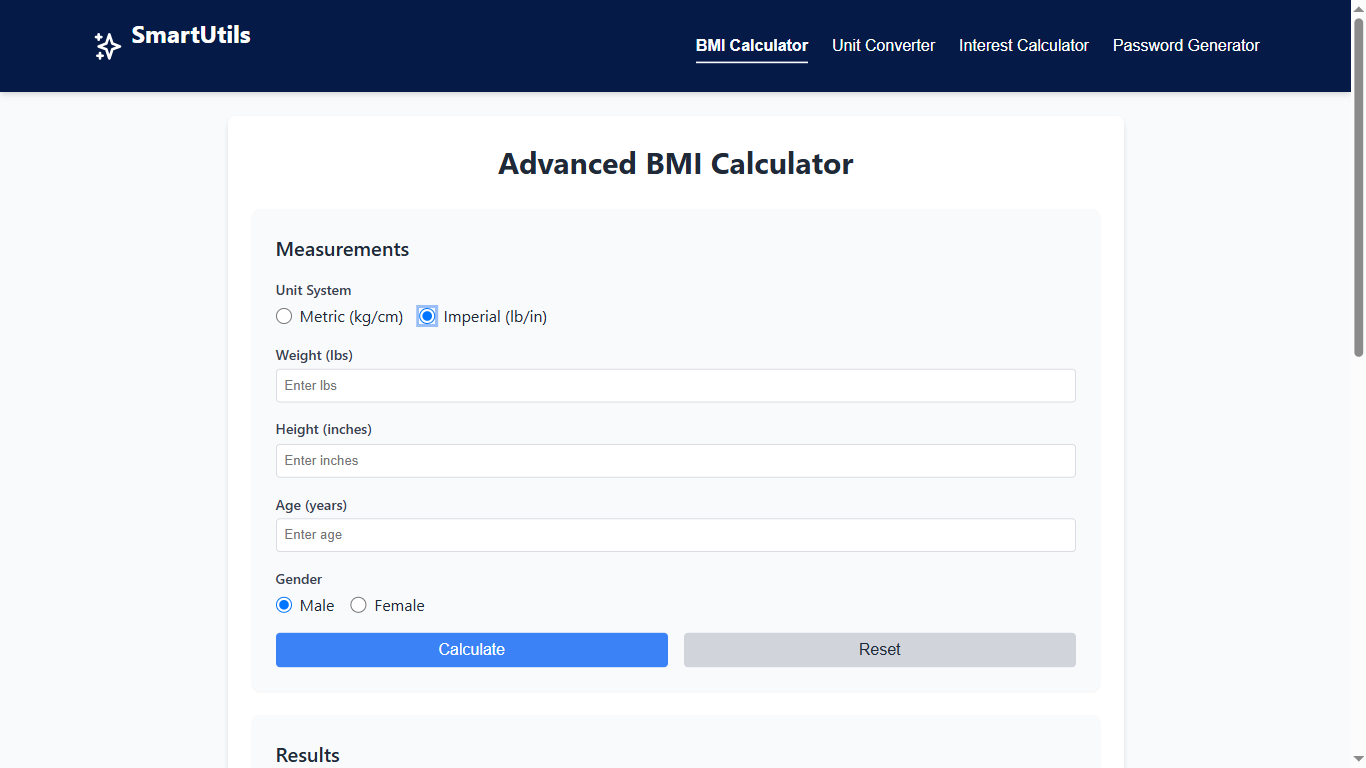 SmartUtils
BMI Calculator Unit Converter Interest Calculator Password Generator
Advanced BMI Calculator
Measurements
Unit System
Metric (kg/cm) Imperial (lb/in)
Weight (lbs)
Enter lbs
Height (inches)
Enter inches
Age (years)
Enter age
Gender
Male Female
Calculate Reset
Results